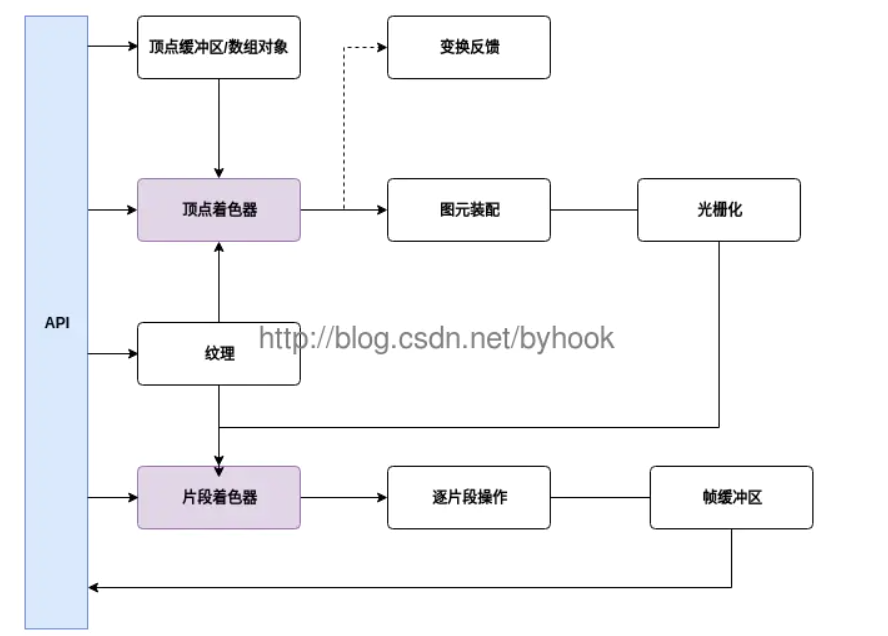 顶点缓冲区/数组对象
变换反馈
顶点着色器
图元装配
光栅化
API
http://blog.csdn.net/byhook
纹理
片段着色器
逐片段操作
帧缓冲区